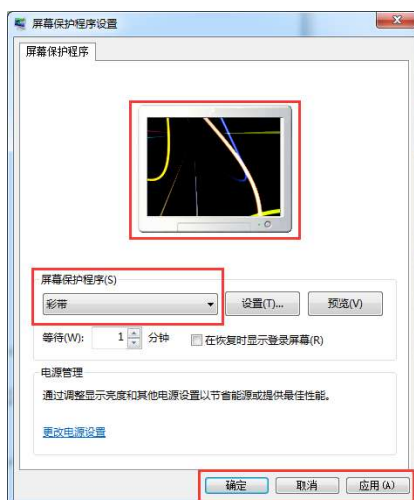 屏幕保护程序设置
屏幕保护程序
屏幕保护程序(S)
彩带
设置(T)...
预览(V)
等待(W): 1 分钟 在恢复时显示登录屏幕(R)
电源管理
通过调整显示亮度和其他电源设置以节省能源或提供最佳性能。
更改电源设置
确定 取消 应用(A)